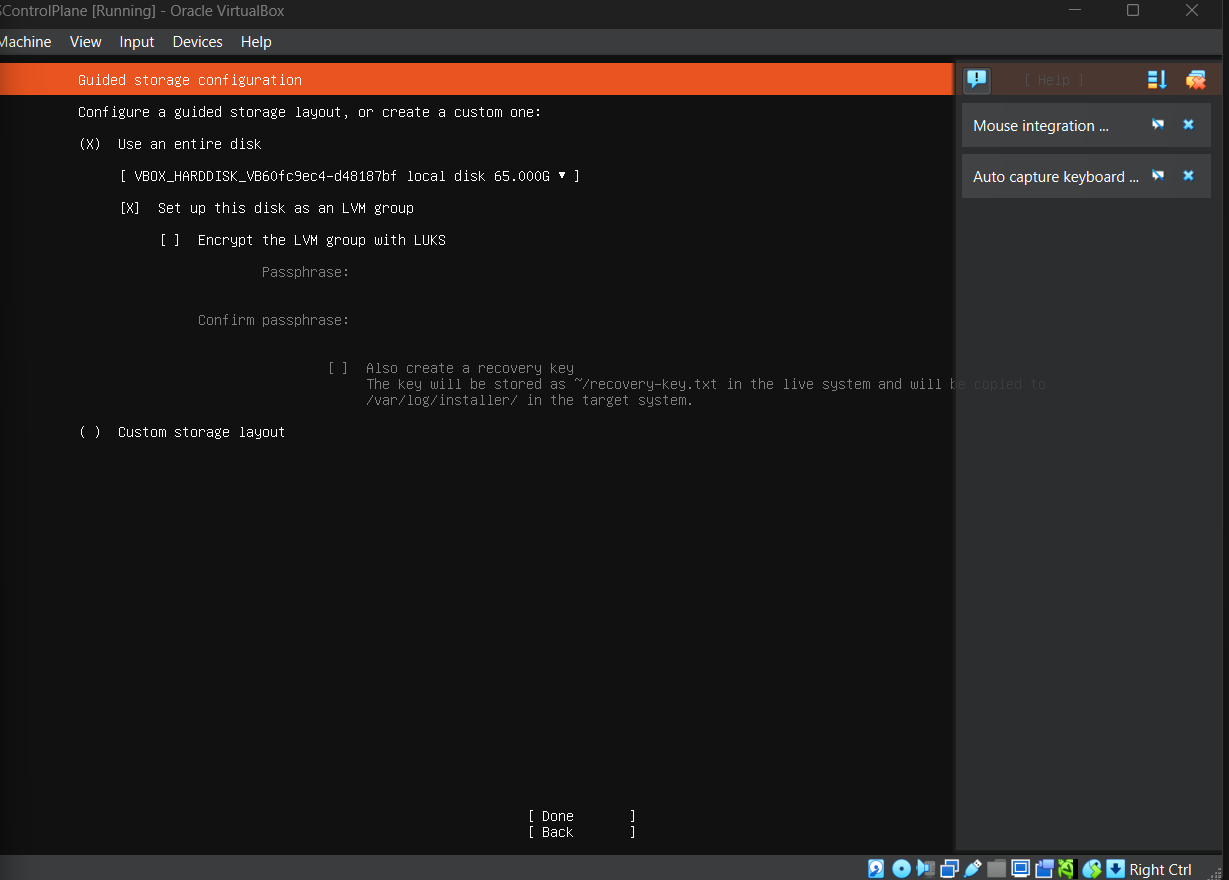 SControlPlane [Running] - Oracle VirtualBox
Machine View Input Devices Help
Guided storage configuration [ Help ]
Configure a guided storage layout, or create a custom one:
(X) Use an entire disk
[ VBOX_HARDDISK_VB60fc9ec4-d48187bf local disk 65.000G ▾ ]
[X] Set up this disk as an LVM group
[ ] Encrypt the LVM group with LUKS
Passphrase:
Confirm passphrase:
[ ] Also create a recovery key
The key will be stored as ~/recovery-key.txt in the live system and will be copied to
/var/log/installer/ in the target system.
( ) Custom storage layout
[ Done ]
[ Back ]
Mouse integration ...
Auto capture keyboard ...
Right Ctrl